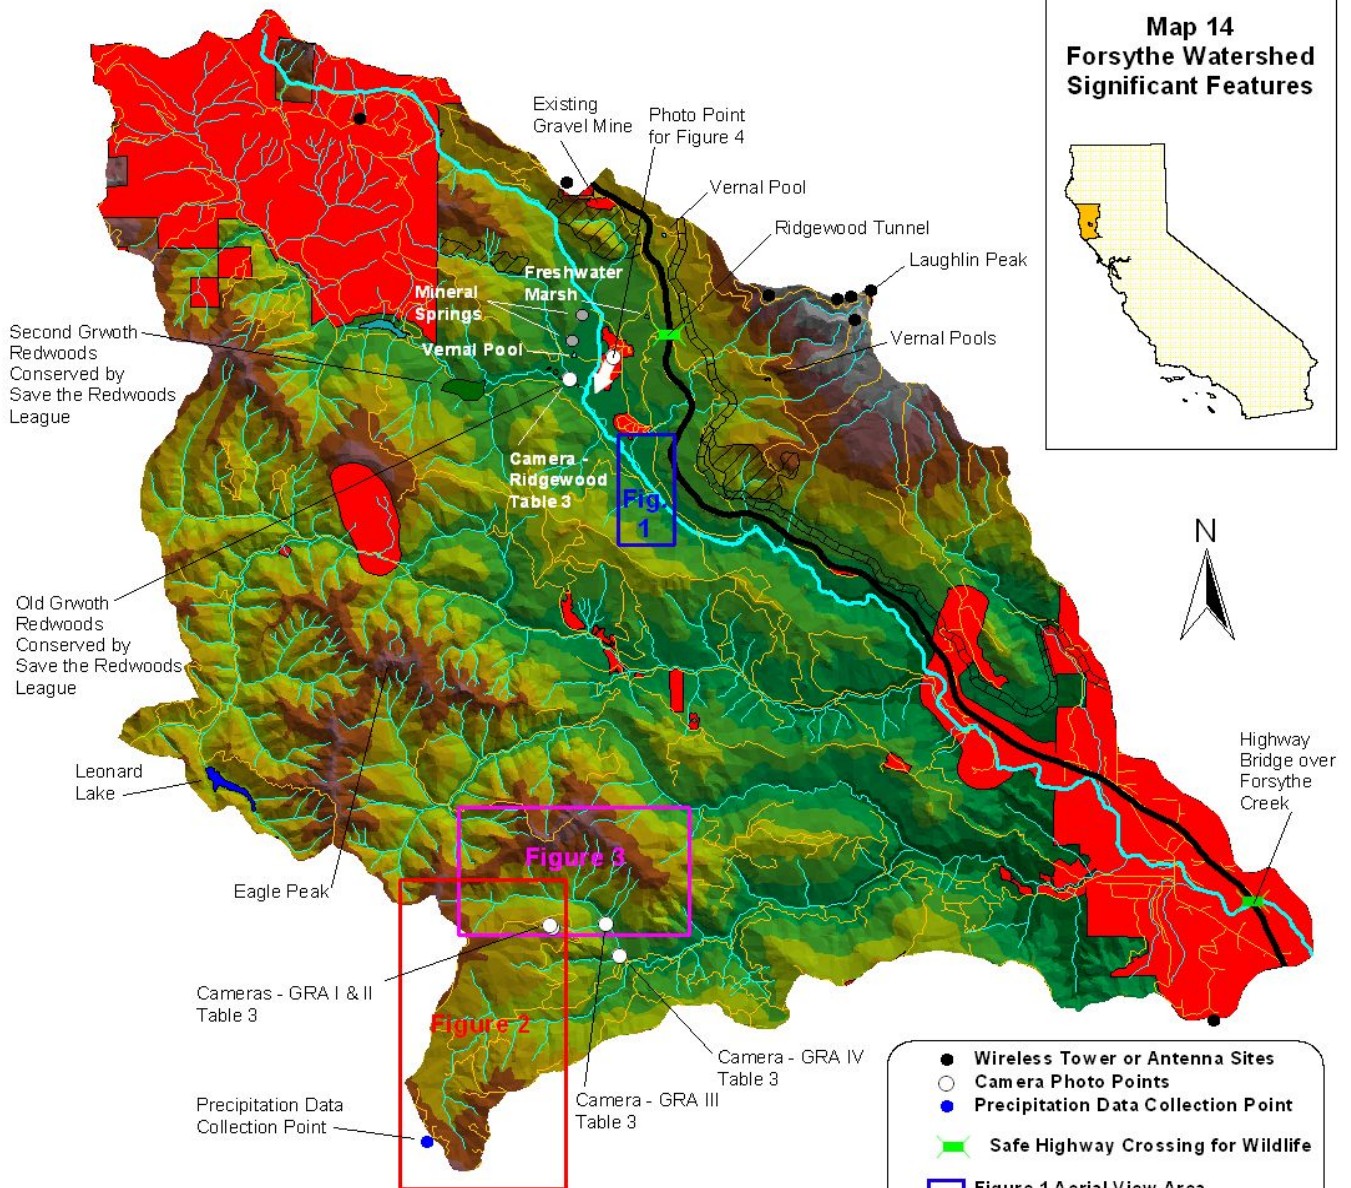 Map 14
Forsythe Watershed
Significant Features
Existing
Gravel Mine
Photo Point
for Figure 4
Vernal Pool
Ridgewood Tunnel
Laughlin Peak
Freshwater
Marsh
Mineral
Springs
Vernal Pool
Vernal Pools
Second Grwoth
Redwoods
Conserved by
Save the Redwoods
League
Camera -
Ridgewood
Table 3
Fig.
1
N
Old Grwoth
Redwoods
Conserved by
Save the Redwoods
League
Leonard
Lake
Highway
Bridge over
Forsythe
Creek
Figure 3
Eagle Peak
Cameras - GRA I & II
Table 3
Figure 2
Camera - GRA IV
Table 3
Camera - GRA III
Table 3
Precipitation Data
Collection Point
Wireless Tower or Antenna Sites
Camera Photo Points
Precipitation Data Collection Point
Safe Highway Crossing for Wildlife
Figure 1 Aerial View Area